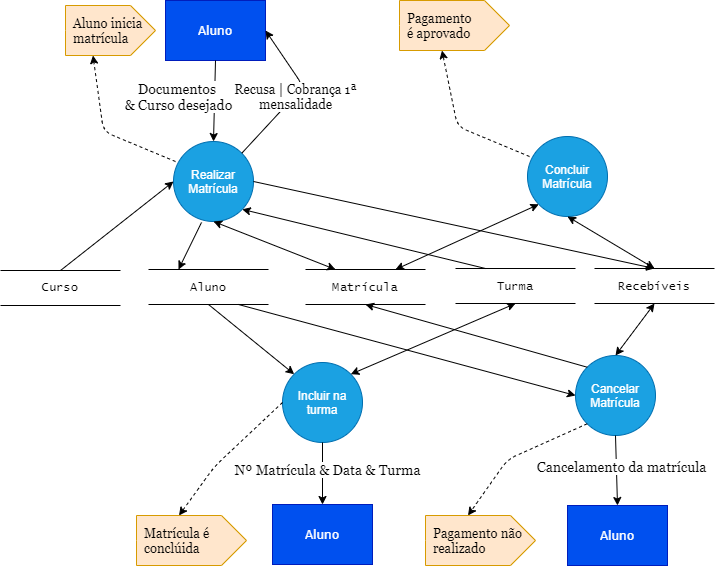 Aluno inicia
matrícula
Aluno
Pagamento
é aprovado
Documentos
& Curso desejado
Recusa | Cobrança 1ª
mensalidade
Realizar
Matrícula
Concluir
Matrícula
Curso
Aluno
Matrícula
Turma
Recebíveis
Incluir na
turma
Cancelar
Matrícula
Nº Matrícula & Data & Turma
Cancelamento da matrícula
Matrícula é
conclúida
Aluno
Pagamento não
realizado
Aluno